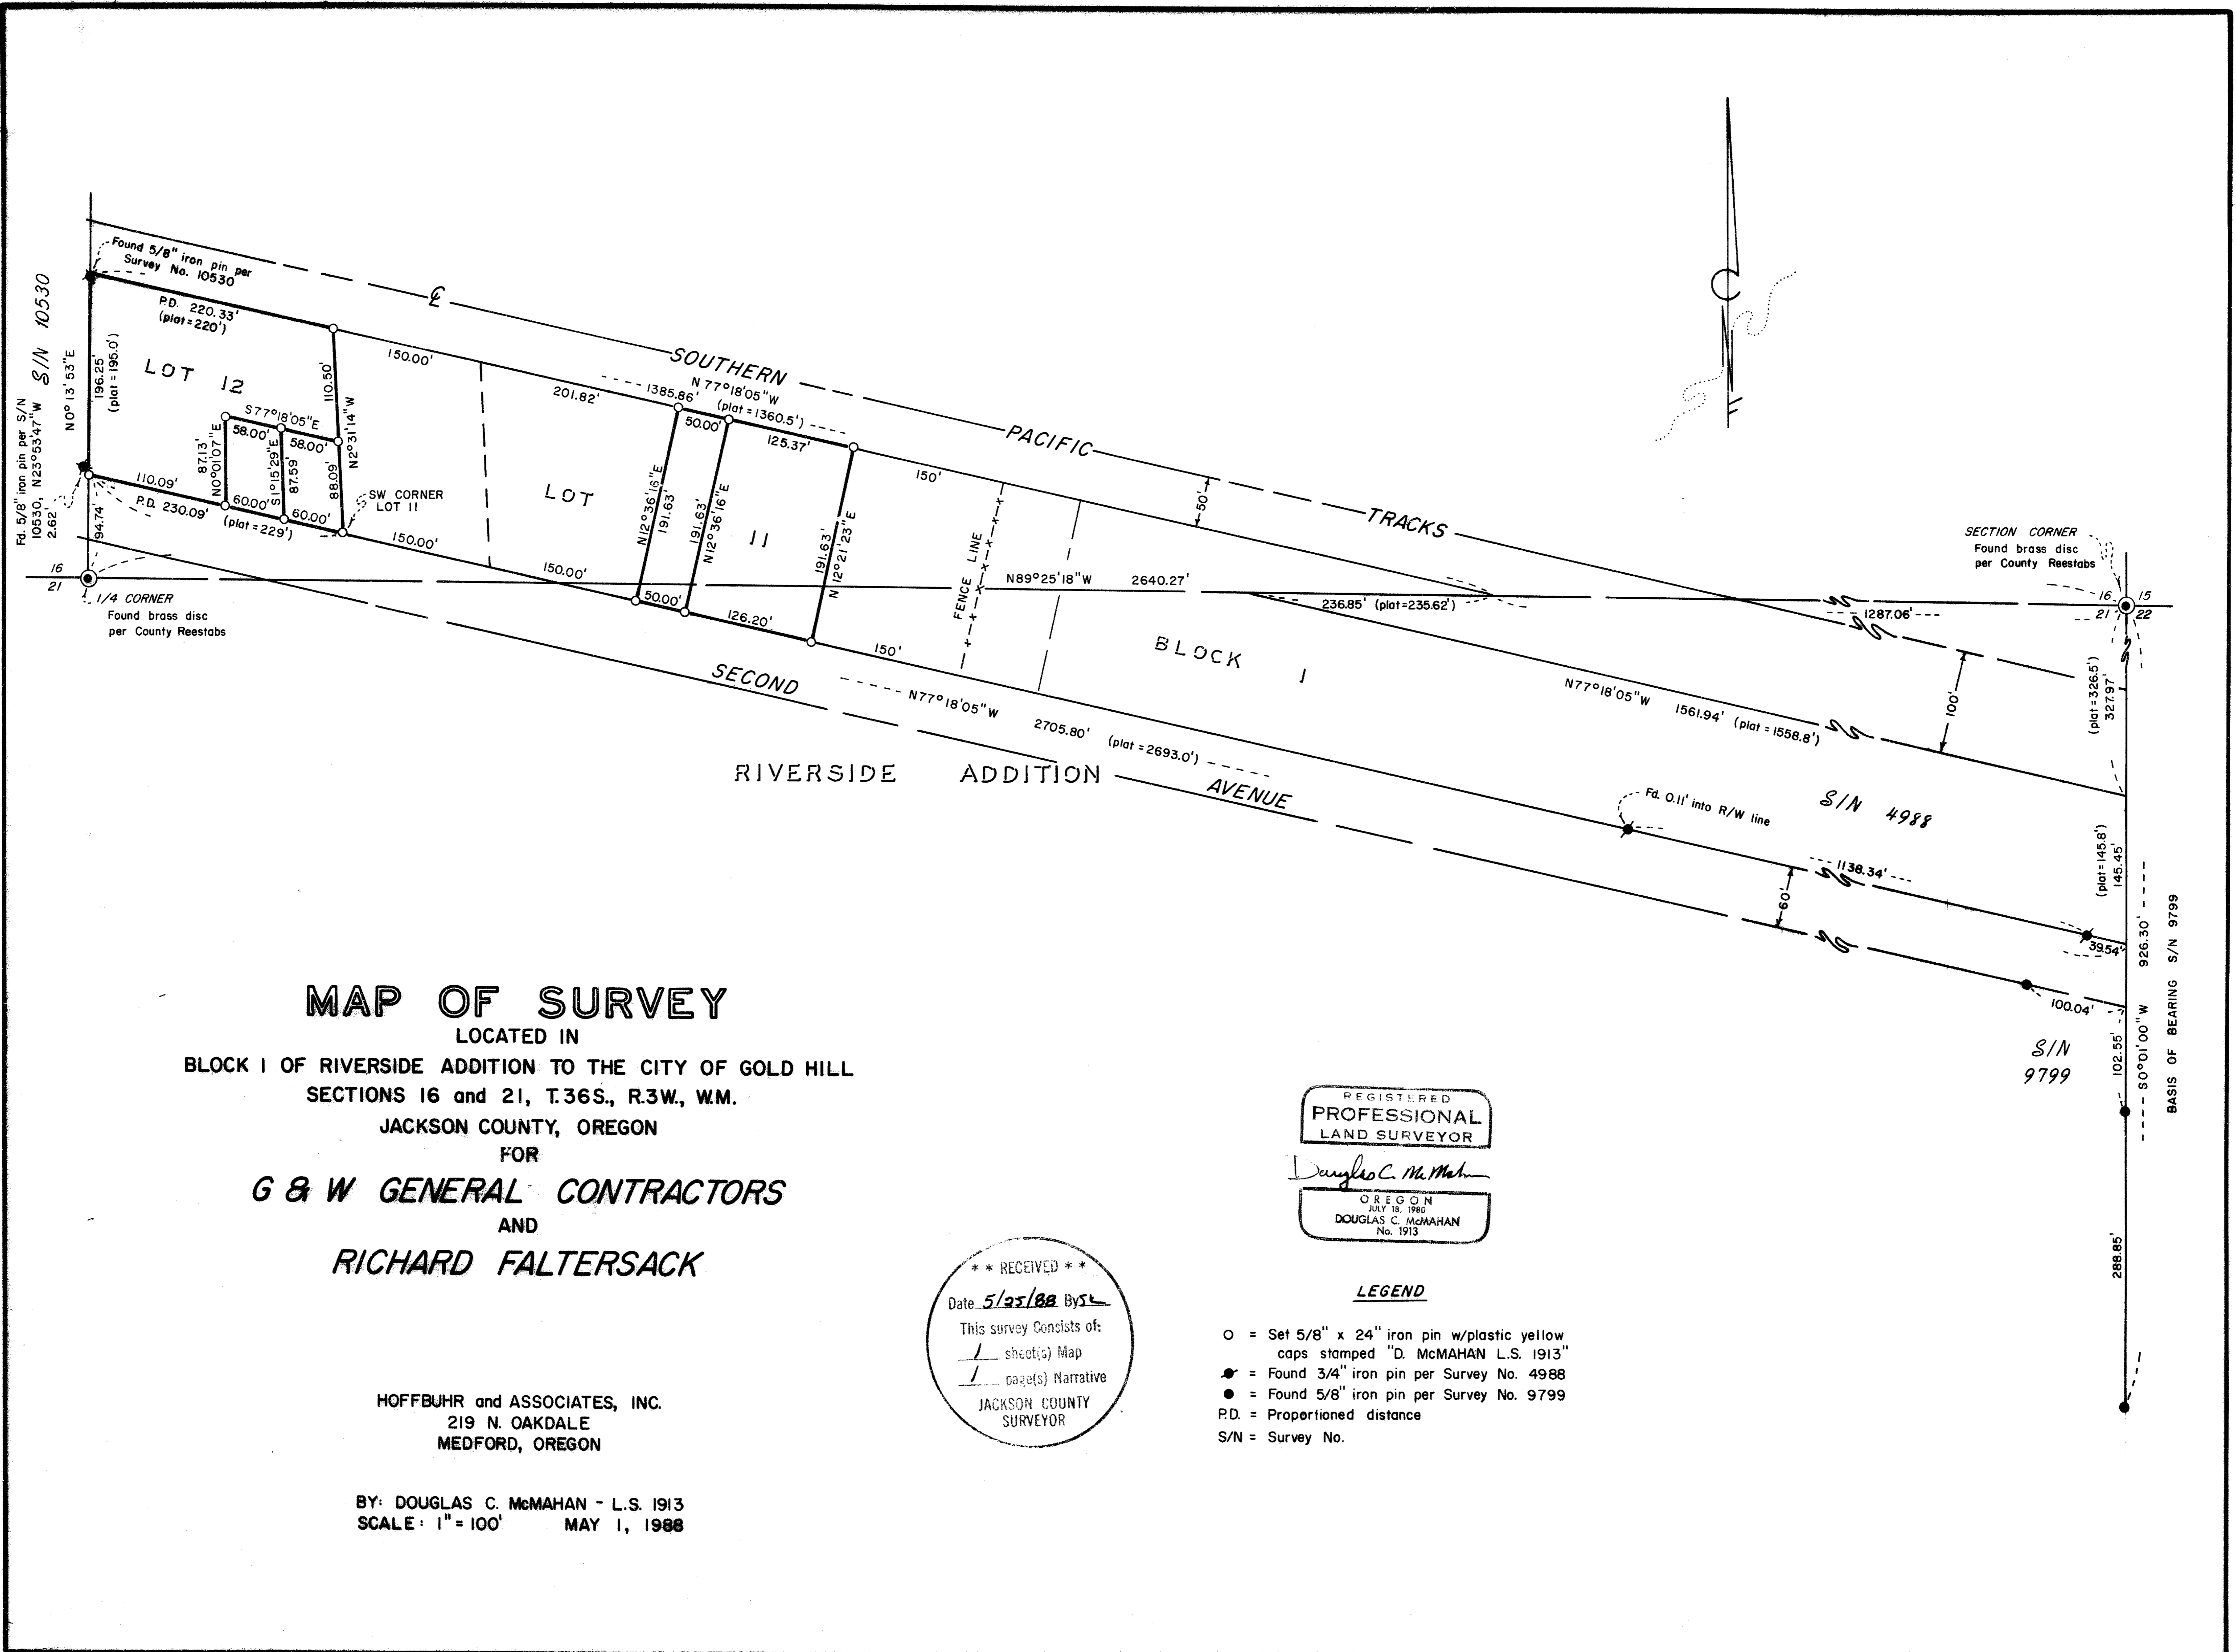 Found 5/8" iron pin per
Survey No. 10530
P.D. 220.33'
(plat=220')
℄
SOUTHERN
PACIFIC
TRACKS
Fd. 5/8" iron pin per S/N
10530, N23°53'47"W
2.62'
S/N 10530
N0°13'53"E
196.25'
(plat = 195.0')
LOT 12
150.00'
110.50'
N2°31'14"W
S77°18'05"E
58.00'
58.00'
87.13'
N0°01'07"E
S1°15'29"E
87.59'
88.09'
110.09'
P.D. 230.09'
60.00'
(plat=229')
60.00'
SW CORNER
LOT 11
94.74'
150.00'
16
21
1/4 CORNER
Found brass disc
per County Reestabs
201.82'
1385.86'
N 77°18'05"W
(plat=1360.5')
50.00'
125.37'
LOT
11
N12°36'16"E
191.63'
191.63'
N12°36'16"E
191.63'
N 12°21'23"E
150.00'
50.00'
126.20'
150'
FENCE LINE
150'
50'
N89°25'18"W 2640.27'
236.85' (plat=235.62')
1287.06'
BLOCK 1
SECOND
AVENUE
N77°18'05"W 2705.80' (plat=2693.0')
RIVERSIDE ADDITION
N77°18'05"W 1561.94' (plat=1558.8')
100'
SECTION CORNER
Found brass disc
per County Reestabs
16 15
21 22
(plat=326.5')
327.97'
Fd. 0.11' into R/W line
S/N 4988
1138.34'
60'
(plat=145.8')
145.45'
39.54'
100.04'
S/N
9799
102.55'
S0°01'00"W 926.30'
BASIS OF BEARING S/N 9799
288.85'
MAP OF SURVEY
LOCATED IN
BLOCK 1 OF RIVERSIDE ADDITION TO THE CITY OF GOLD HILL
SECTIONS 16 and 21, T.36S., R.3W., W.M.
JACKSON COUNTY, OREGON
FOR
G & W GENERAL CONTRACTORS
AND
RICHARD FALTERSACK
HOFFBUHR and ASSOCIATES, INC.
219 N. OAKDALE
MEDFORD, OREGON
BY: DOUGLAS C. McMAHAN - L.S. 1913
SCALE: 1" = 100' MAY 1, 1988
* * RECEIVED * *
Date 5/25/88 By SL
This survey Consists of:
1 sheet(s) Map
1 page(s) Narrative
JACKSON COUNTY
SURVEYOR
REGISTERED
PROFESSIONAL
LAND SURVEYOR
Douglas C. McMahan
OREGON
JULY 18, 1980
DOUGLAS C. McMAHAN
No. 1913
LEGEND
O = Set 5/8" x 24" iron pin w/plastic yellow
caps stamped "D. McMAHAN L.S. 1913"
= Found 3/4" iron pin per Survey No. 4988
● = Found 5/8" iron pin per Survey No. 9799
P.D. = Proportioned distance
S/N = Survey No.